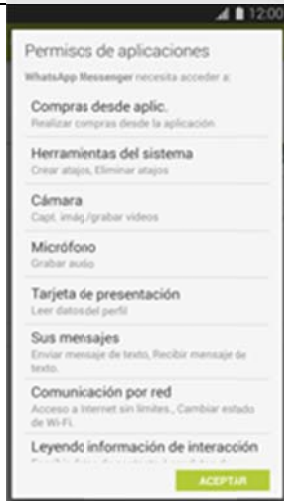 12:00
Permisos de aplicaciones
WhatsApp Messenger necesita acceder a:
Compras desde aplic.
Realizar compras desde la aplicación
Herramientas del sistema
Crear atajos, Eliminar atajos
Cámara
Capt. imág./grabar videos
Micrófono
Grabar audio
Tarjeta de presentación
Leer datos del perfil
Sus mensajes
Enviar mensaje de texto, Recibir mensaje de
texto.
Comunicación por red
Acceso a Internet sin límites., Cambiar estado
de Wi-Fi.
Leyendo información de interacción
ACEPTAR